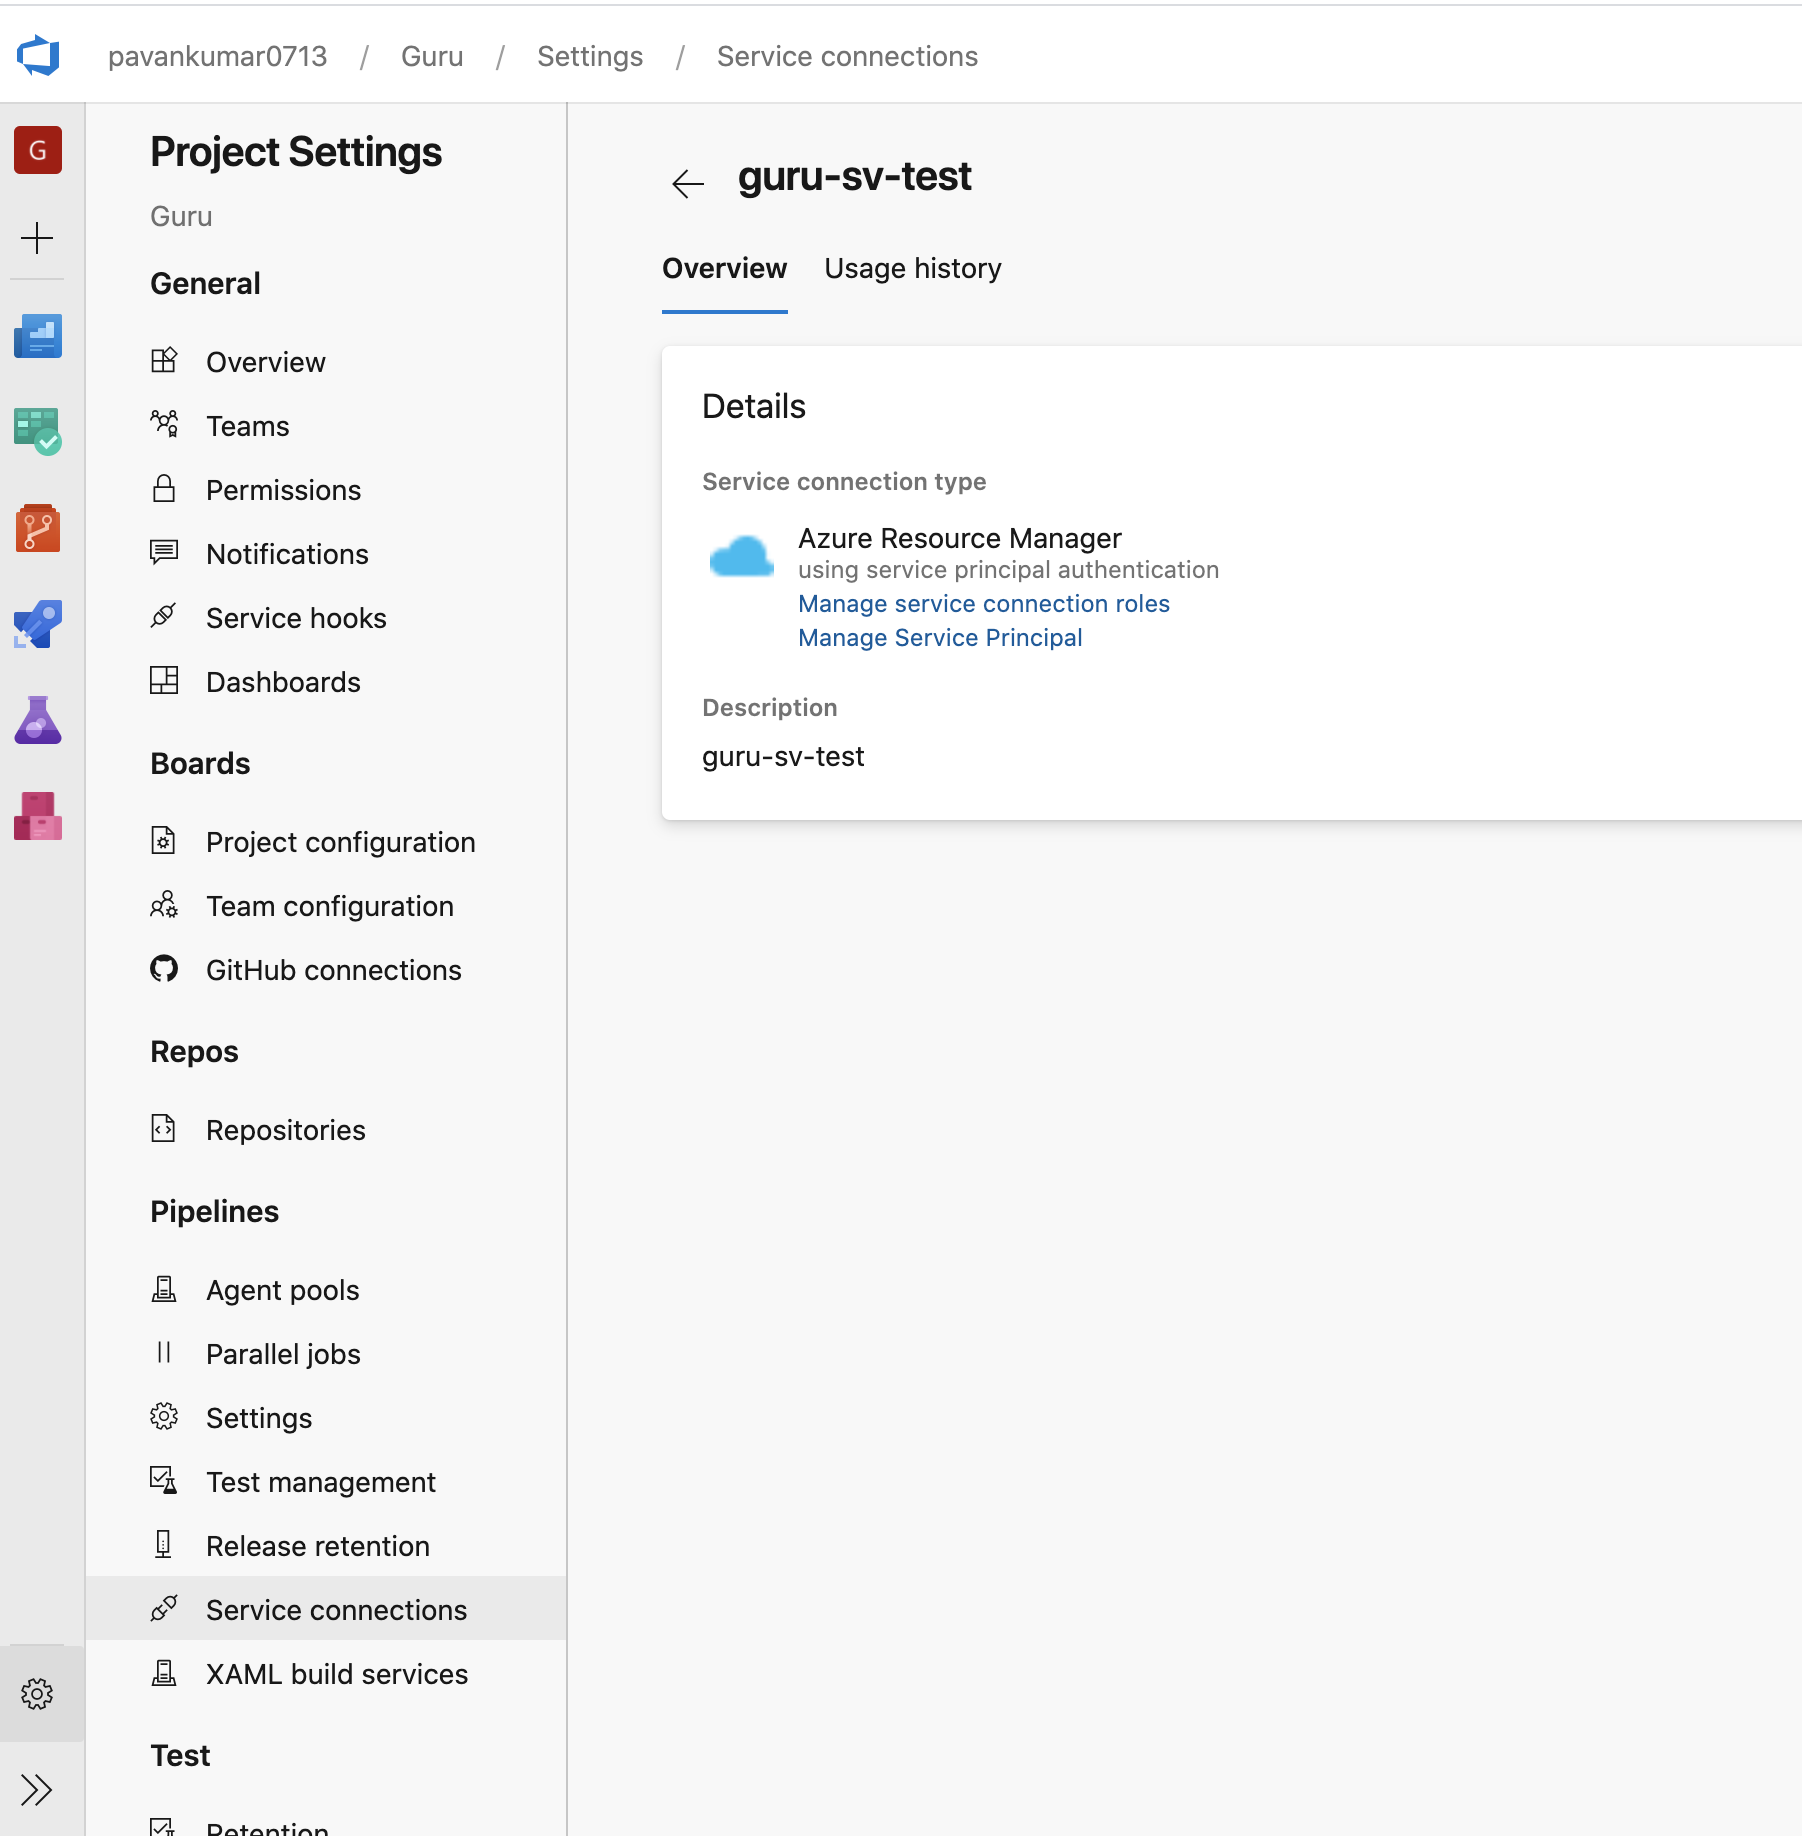 pavankumar0713 / Guru / Settings / Service connections
G
Project Settings
Guru
General
Overview
Teams
Permissions
Notifications
Service hooks
Dashboards
Boards
Project configuration
Team configuration
GitHub connections
Repos
Repositories
Pipelines
Agent pools
Parallel jobs
Settings
Test management
Release retention
Service connections
XAML build services
Test
Retention
guru-sv-test
Overview
Usage history
Details
Service connection type
Azure Resource Manager
using service principal authentication
Manage service connection roles
Manage Service Principal
Description
guru-sv-test